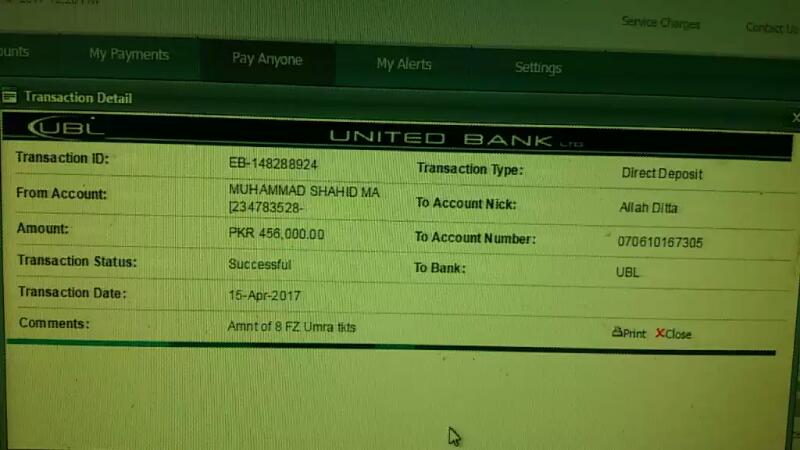 Service Charges Contact Us
My Payments Pay Anyone My Alerts Settings
Transaction Detail
UBL UNITED BANK LTD
Transaction ID: EB-148288924 Transaction Type: Direct Deposit
From Account: MUHAMMAD SHAHID MA To Account Nick: Allah Ditta
[234783528-
Amount: PKR 456,000.00 To Account Number: 070610167305
Transaction Status: Successful To Bank: UBL
Transaction Date: 15-Apr-2017
Comments: Amnt of 8 FZ Umra tkts Print Close